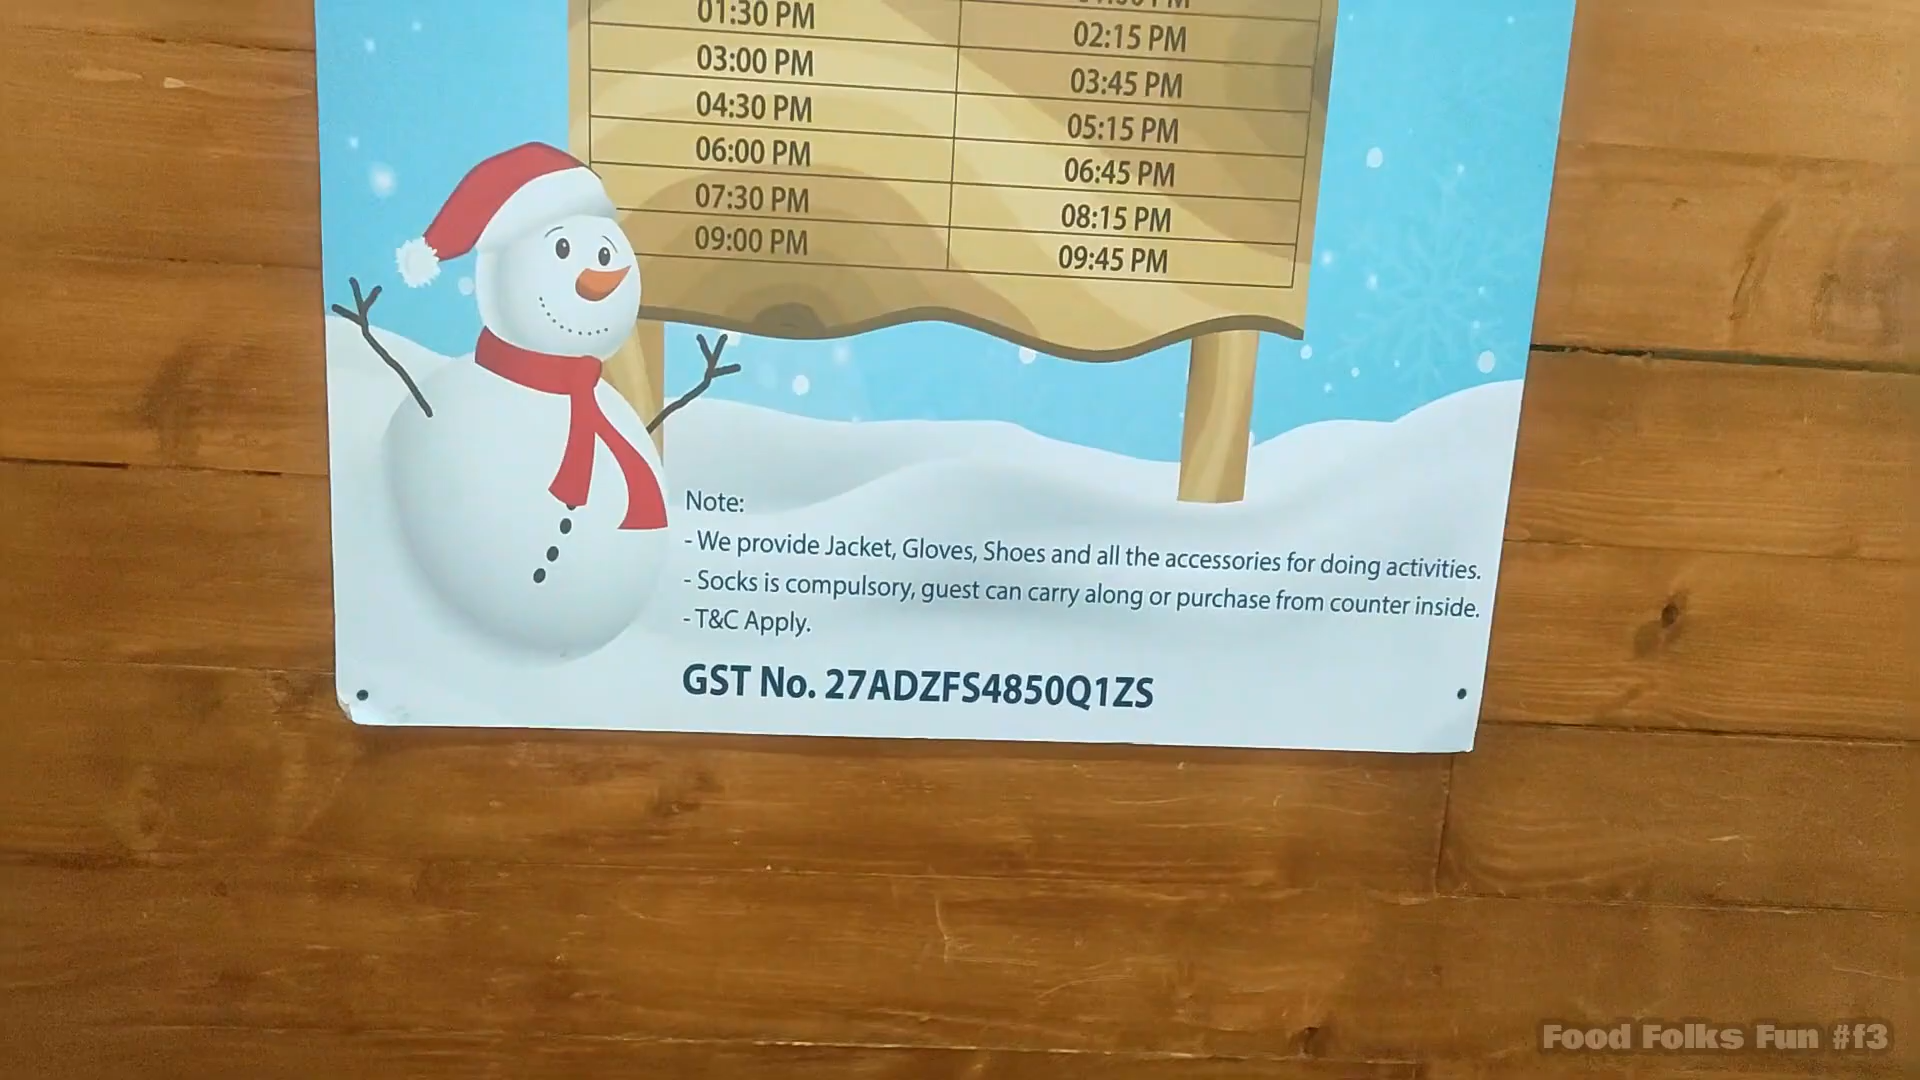 01:30 PM
02:15 PM
03:00 PM
03:45 PM
04:30 PM
05:15 PM
06:00 PM
06:45 PM
07:30 PM
08:15 PM
09:00 PM
09:45 PM
Note:
- We provide Jacket, Gloves, Shoes and all the accessories for doing activities.
- Socks is compulsory, guest can carry along or purchase from counter inside.
- T&C Apply.
GST No. 27ADZFS4850Q1ZS
Food Folks Fun #f3